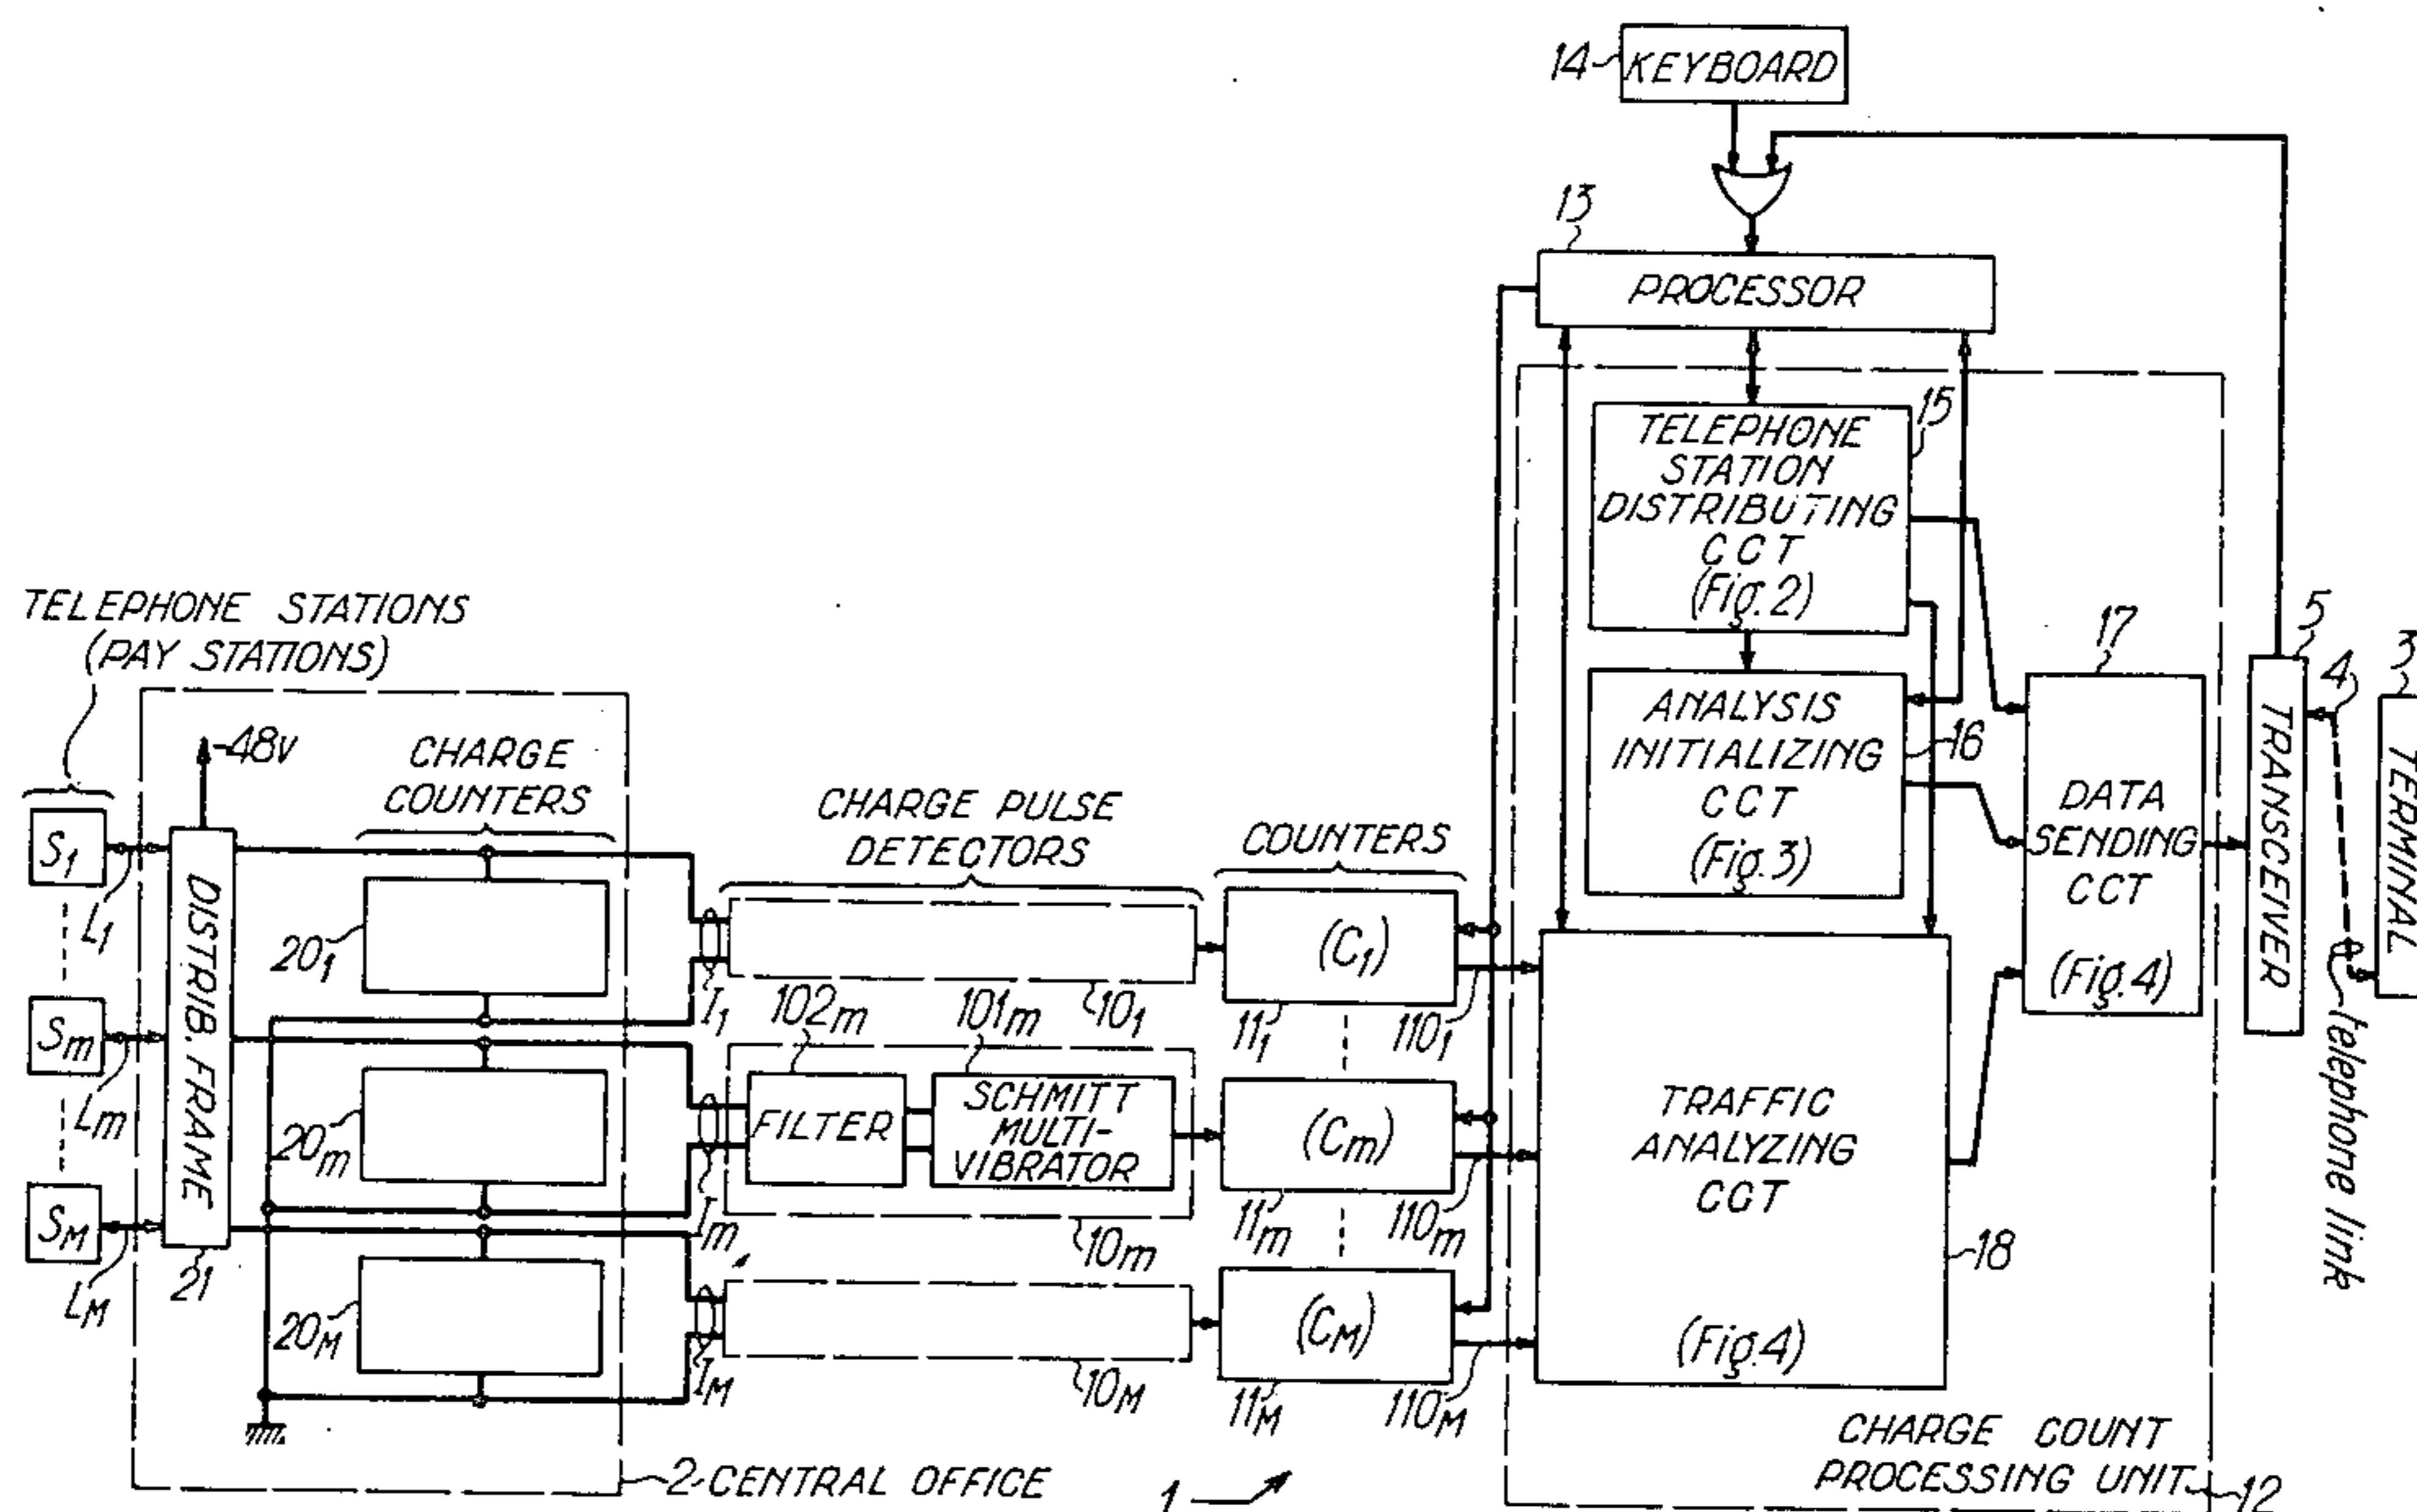 14
KEYBOARD
13
PROCESSOR
15
TELEPHONE
STATION
DISTRIBUTING
CCT
(Fig. 2)
TELEPHONE STATIONS
(PAY STATIONS)
17
5
3
4
ANALYSIS
INITIALIZING
CCT
(Fig. 3)
16
-48V
CHARGE
COUNTERS
CHARGE PULSE
DETECTORS
COUNTERS
DATA
SENDING
CCT
(Fig. 4)
TRANSCEIVER
TERMINAL
telephone link
S1
L1
DISTRIB. FRAME
201
I1
101
(C1)
111
1101
Sm
Lm
20m
Im
102m
101m
FILTER
SCHMITT
MULTI-
VIBRATOR
10m
(Cm)
11m
110m
TRAFFIC
ANALYZING
CCT
(Fig. 4)
18
SM
LM
21
20M
IM
10M
(CM)
11M
110M
2 CENTRAL OFFICE
1
CHARGE COUNT
PROCESSING UNIT
12